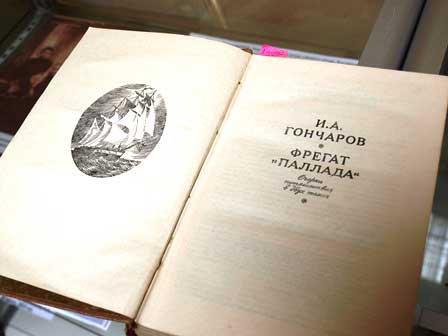 И.А.
ГОНЧАРОВ
ФРЕГАТ
"ПАЛЛАДА"
Очерки
путешествия
в двух томах